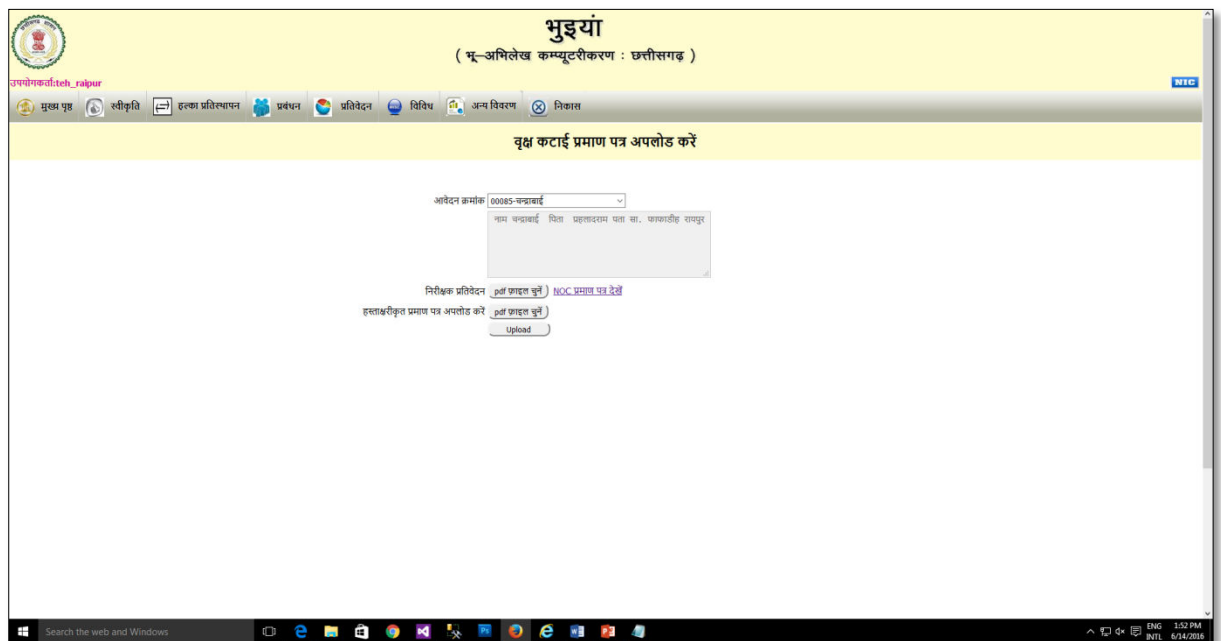 भुइयां
( भू–अभिलेख कम्प्यूटरीकरण : छत्तीसगढ़ )
उपयोगकर्ता:teh_raipur
NIC
मुख्य पृष्ठ स्वीकृति हल्का प्रतिस्थापन प्रबंधन प्रतिवेदन विविध अन्य विवरण निकास
वृक्ष कटाई प्रमाण पत्र अपलोड करें
आवेदन क्रमांक 00085-चन्द्राबाई
नाम चन्द्राबाई पिता प्रहलादराम पता सा. फाफाडीह रायपुर
निरीक्षक प्रतिवेदन pdf फ़ाइल चुनें NOC प्रमाण पत्र देखें
हस्ताक्षरीकृत प्रमाण पत्र अपलोड करें pdf फ़ाइल चुनें
Upload
Search the web and Windows
ENG 1:52 PM
INTL 6/14/2016